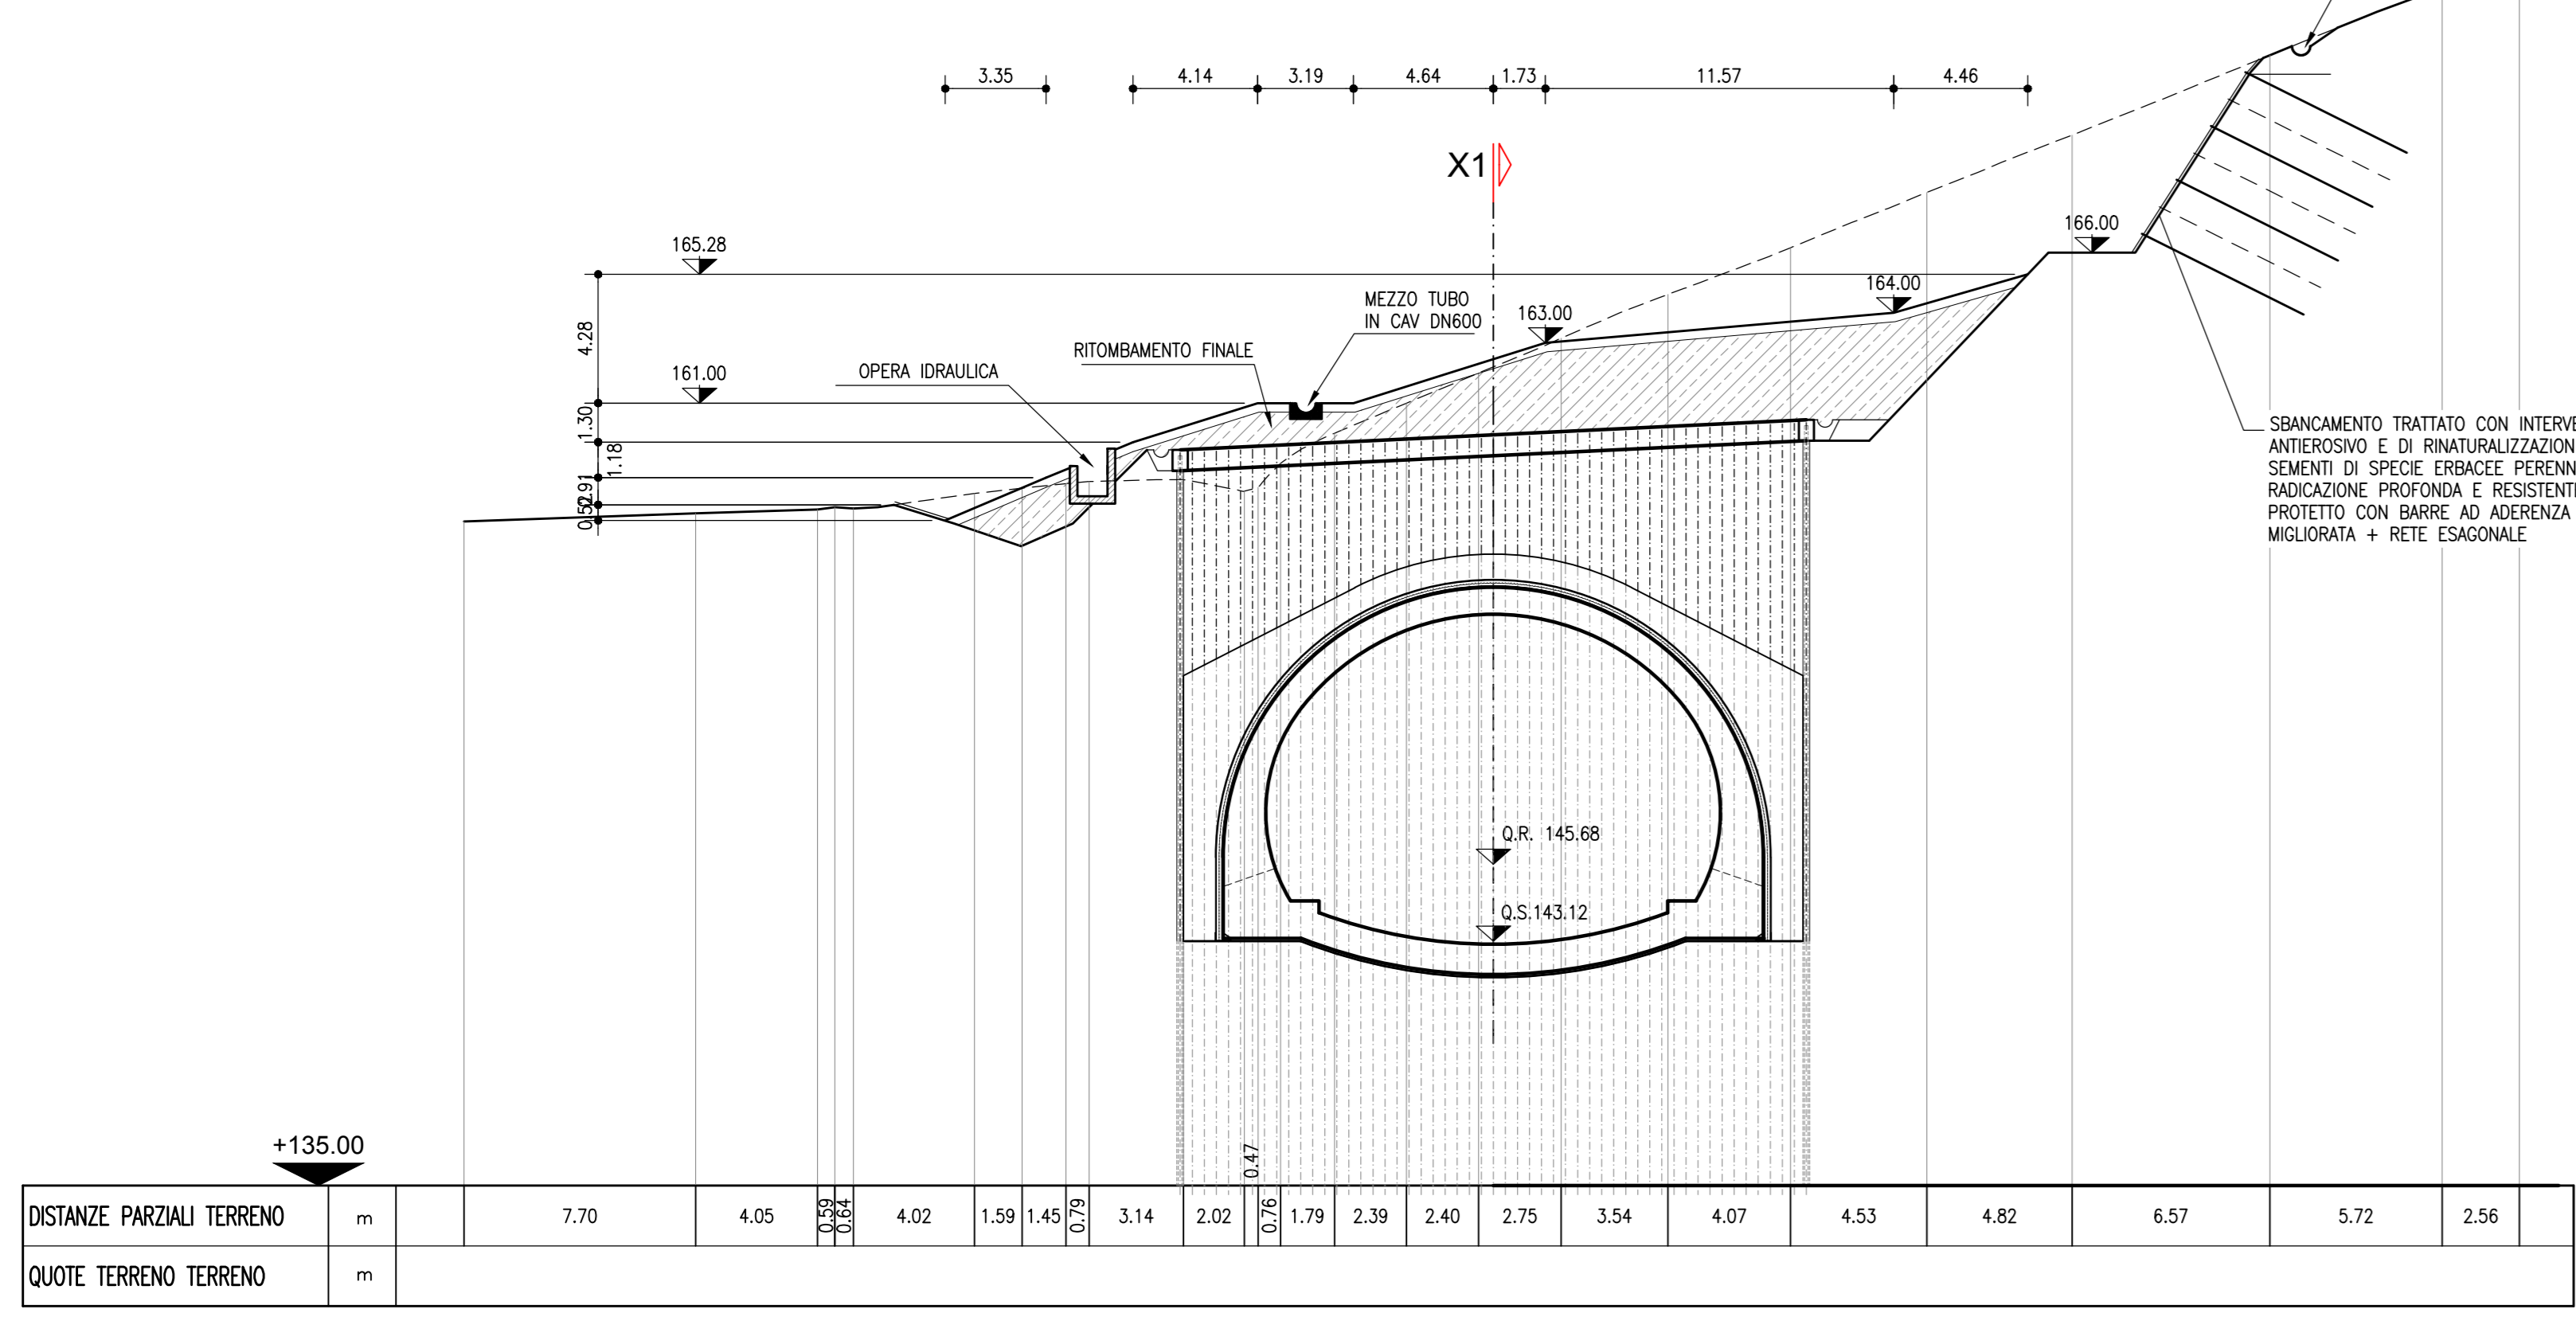 3.35
4.14
3.19
4.64
1.73
11.57
4.46
X1
166.00
165.28
164.00
MEZZO TUBO
IN CAV DN600
163.00
4.28
RITOMBAMENTO FINALE
OPERA IDRAULICA
161.00
1.30
1.18
0.91
0.52
SBANCAMENTO TRATTATO CON INTERVE
ANTIEROSIVO E DI RINATURALIZZAZION
SEMENTI DI SPECIE ERBACEE PERENN
RADICAZIONE PROFONDA E RESISTENTI
PROTETTO CON BARRE AD ADERENZA
MIGLIORATA + RETE ESAGONALE
Q.R. 145.68
Q.S.143.12
+135.00
0.47
DISTANZE PARZIALI TERRENO m 7.70 4.05 0.59 0.64 4.02 1.59 1.45 0.79 3.14 2.02 0.76 1.79 2.39 2.40 2.75 3.54 4.07 4.53 4.82 6.57 5.72 2.56
QUOTE TERRENO TERRENO m